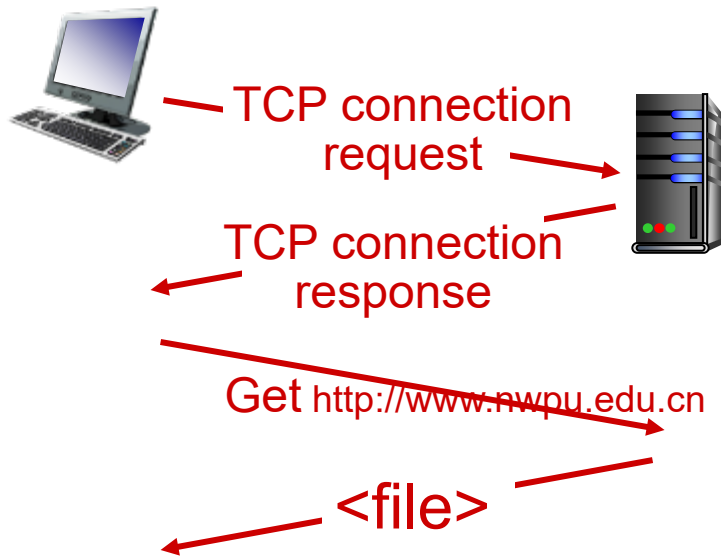 TCP connection
request
TCP connection
response
Get http://www.nwpu.edu.cn
<file>